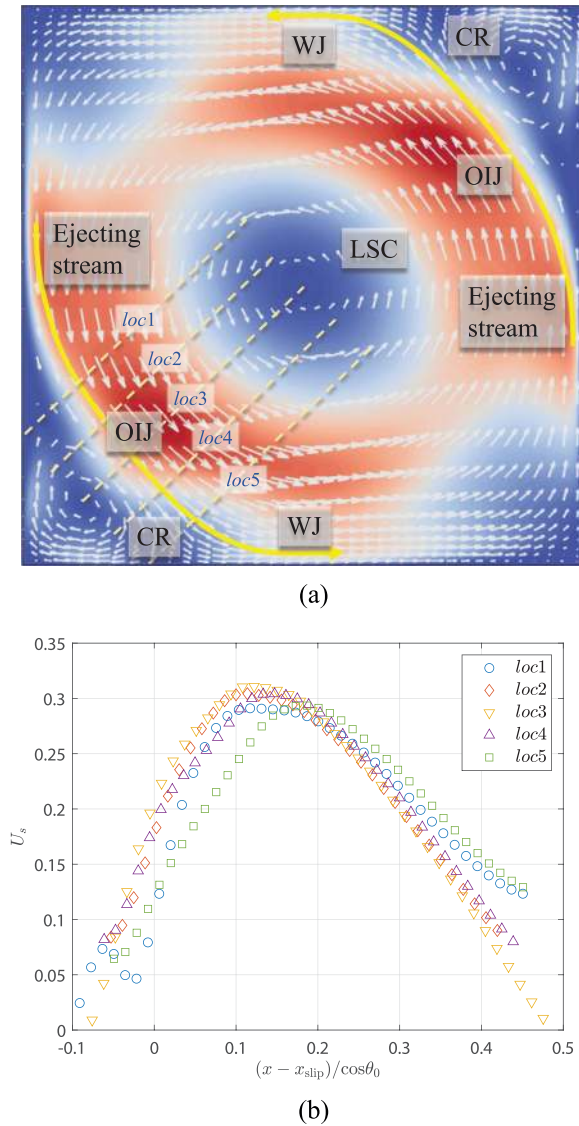 WJ
CR
OIJ
Ejecting
stream
LSC
Ejecting
stream
loc1
loc2
loc3
OIJ
loc4
loc5
CR
WJ
(a)
0.35
0.3
0.25
0.2
0.15
0.1
0.05
0
U_s
loc1
loc2
loc3
loc4
loc5
-0.1 0 0.1 0.2 0.3 0.4 0.5
(x − x_slip)/cosθ_0
(b)